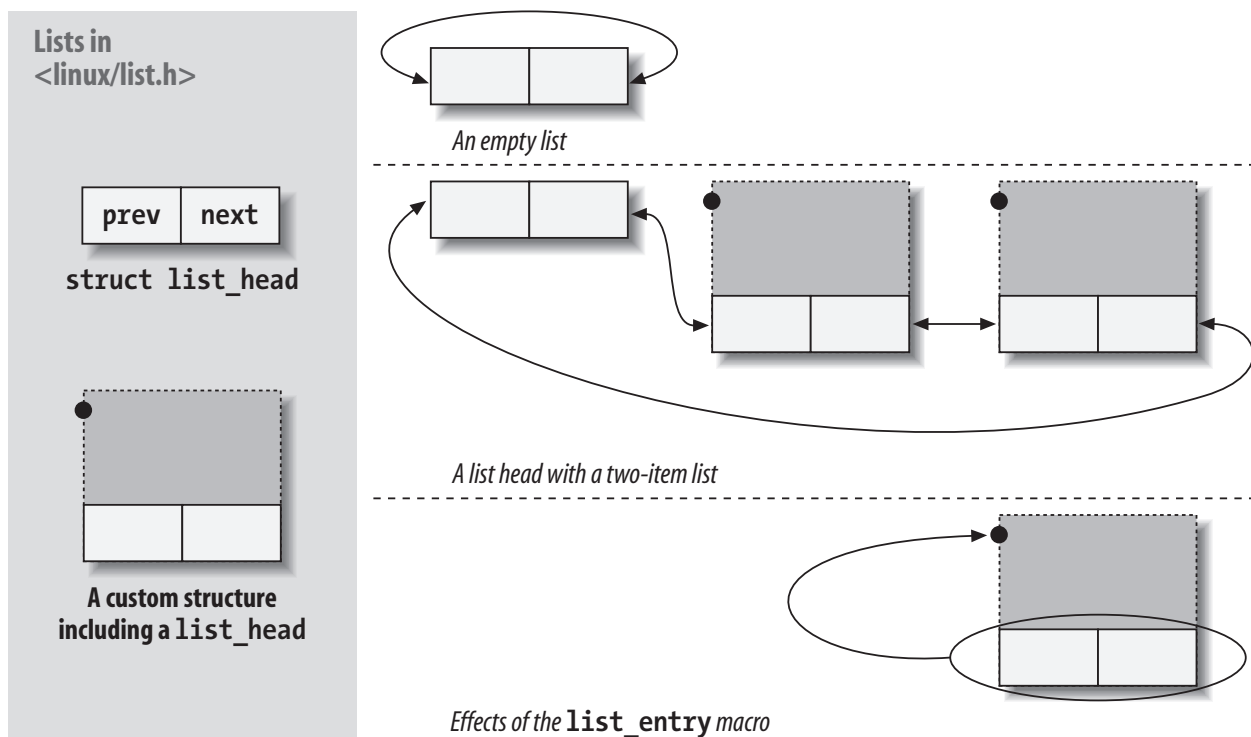 Lists in
<linux/list.h>
prev next
struct list_head
A custom structure
including a list_head
An empty list
A list head with a two-item list
Effects of the list_entry macro